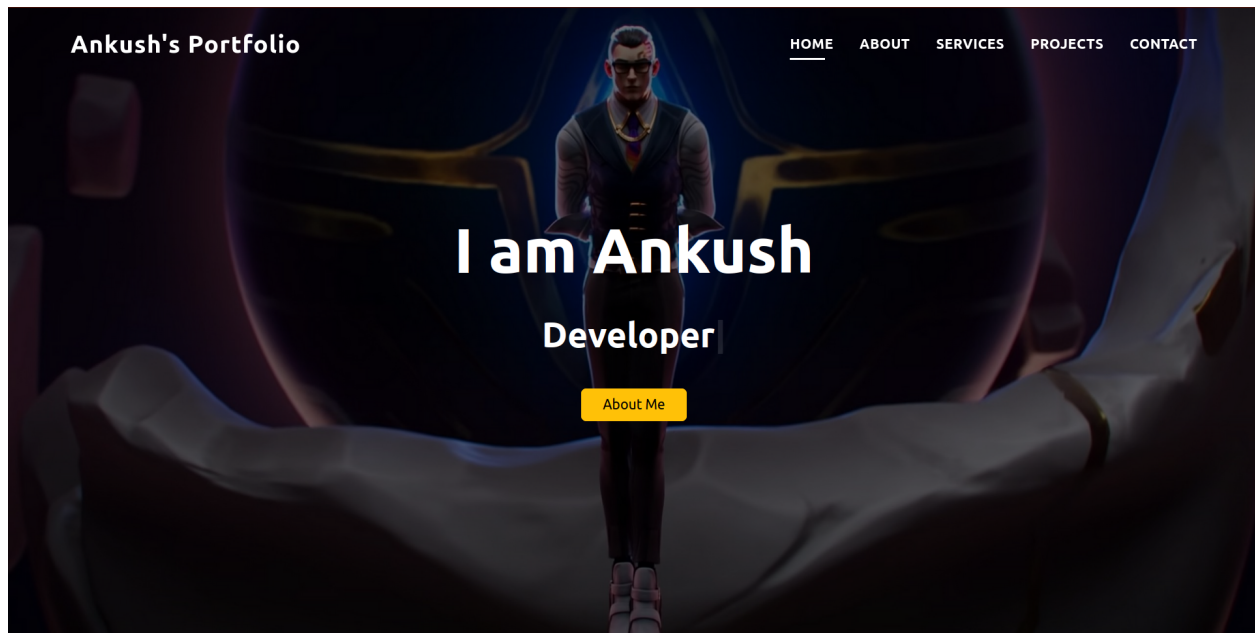 Ankush's Portfolio
HOME ABOUT SERVICES PROJECTS CONTACT
I am Ankush
Developer
About Me